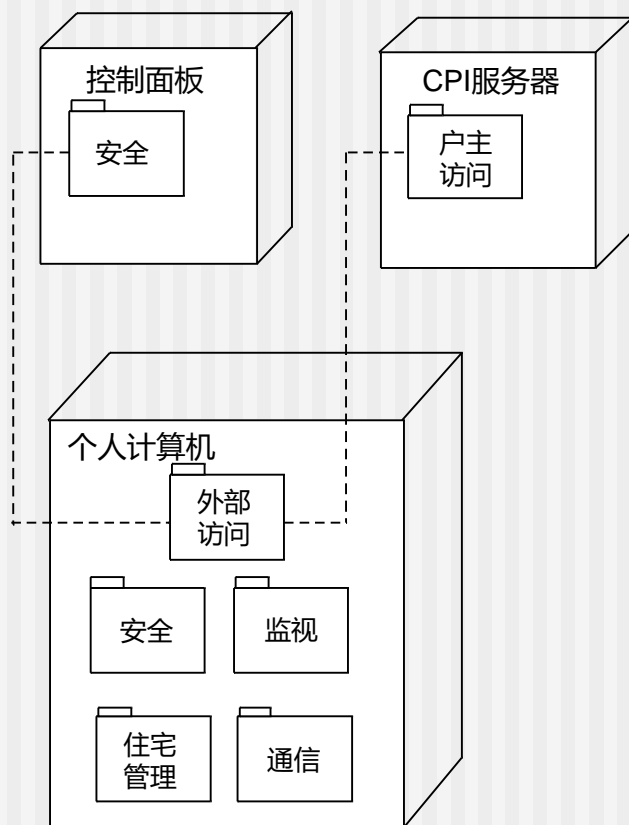 控制面板
安全
CPI服务器
户主
访问
个人计算机
外部
访问
安全
监视
住宅
管理
通信